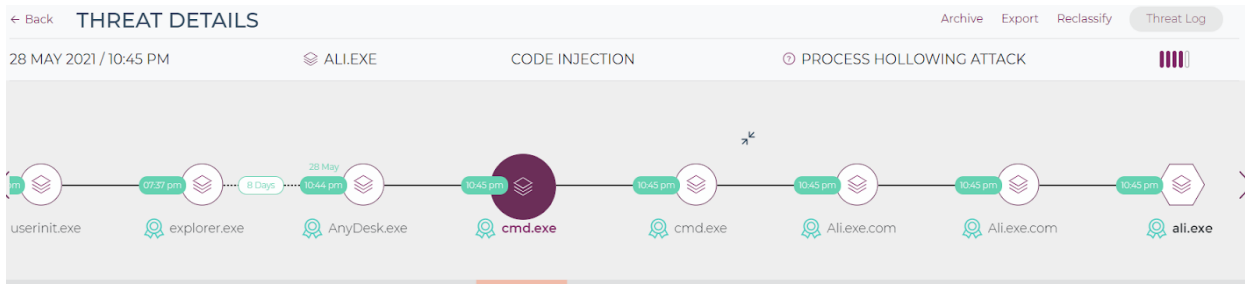 ← Back THREAT DETAILS Archive Export Reclassify Threat Log
28 MAY 2021 / 10:45 PM ALI.EXE CODE INJECTION PROCESS HOLLOWING ATTACK
28 May
pm 07:37 pm 8 Days 10:44 pm 10:45 pm 10:45 pm 10:45 pm 10:45 pm 10:45 pm
userinit.exe explorer.exe AnyDesk.exe cmd.exe cmd.exe Ali.exe.com Ali.exe.com ali.exe